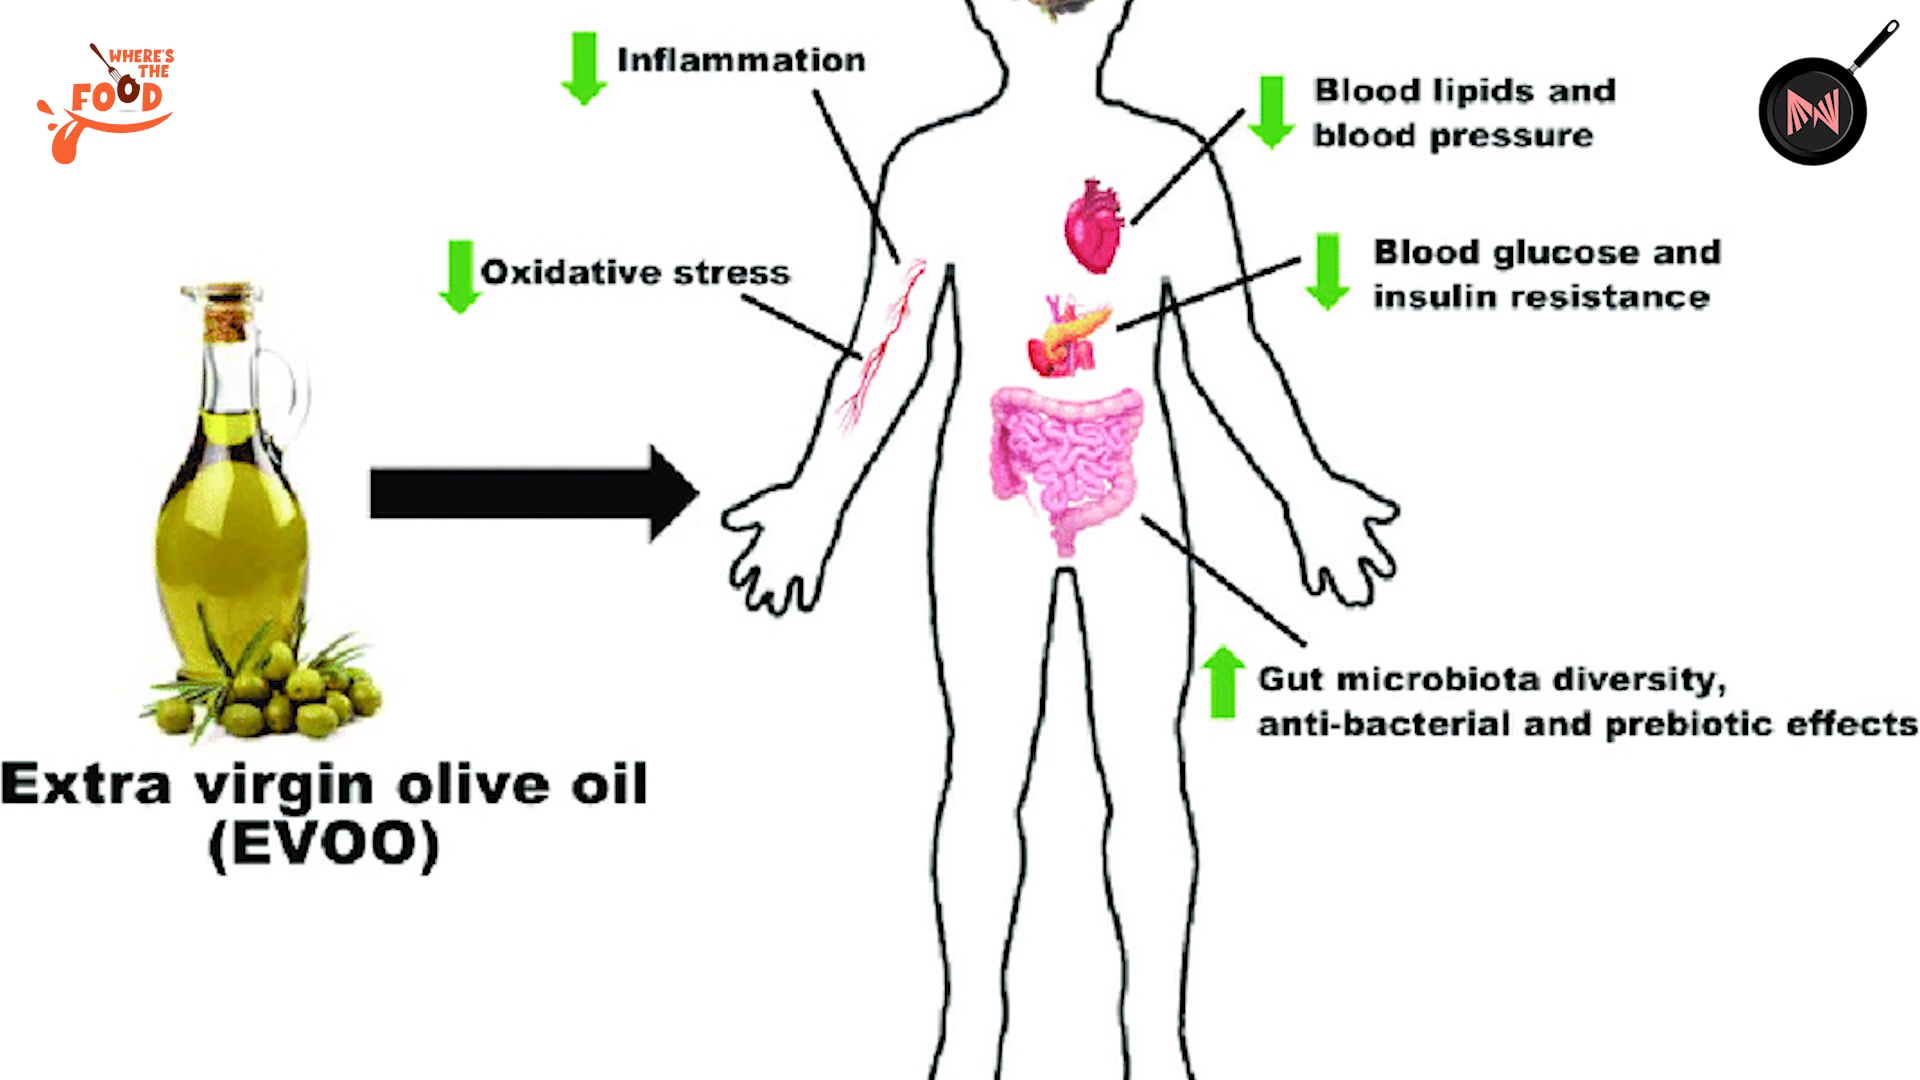 WHERE'S
THE
FOOD
Inflammation
Blood lipids and
blood pressure
Oxidative stress
Blood glucose and
insulin resistance
Gut microbiota diversity,
anti-bacterial and prebiotic effects
Extra virgin olive oil
(EVOO)